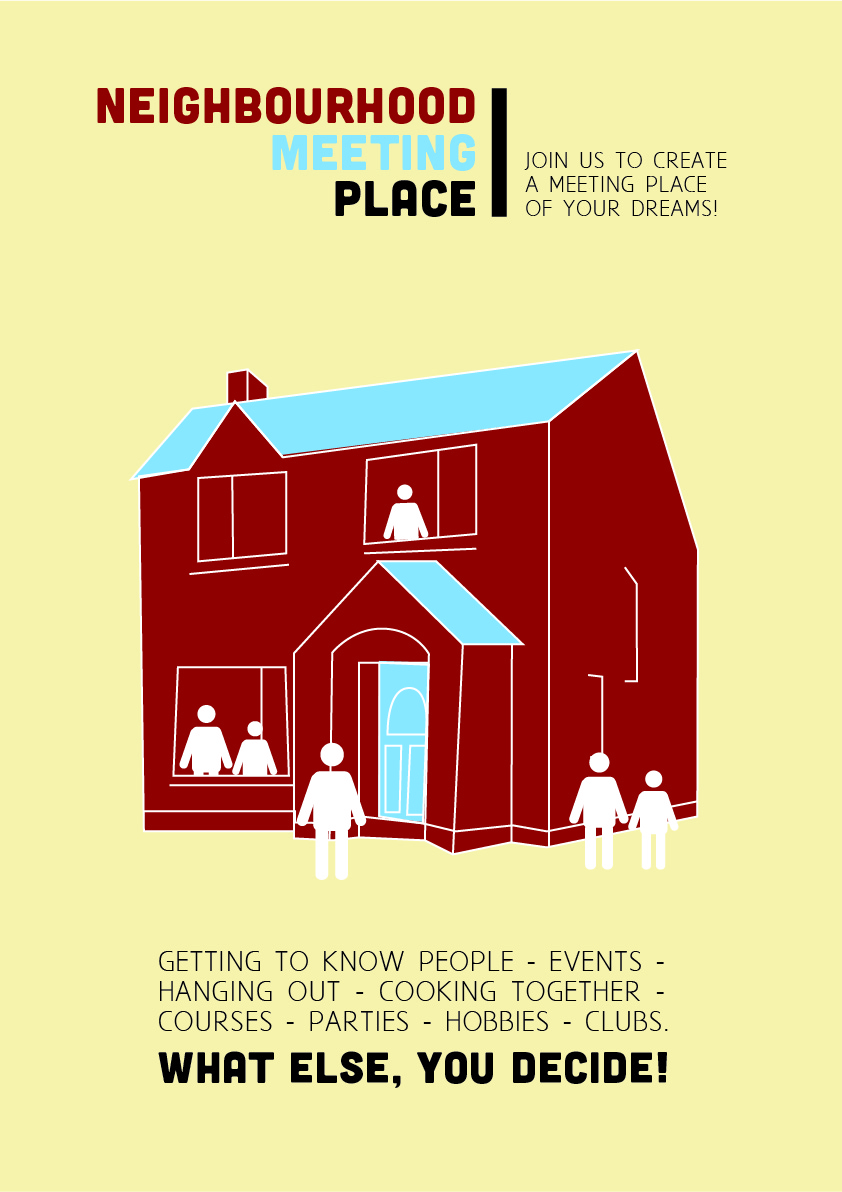 NEIGHBOURHOOD
MEETING
PLACE
JOIN US TO CREATE
A MEETING PLACE
OF YOUR DREAMS!
GETTING TO KNOW PEOPLE - EVENTS -
HANGING OUT - COOKING TOGETHER -
COURSES - PARTIES - HOBBIES - CLUBS.
WHAT ELSE, YOU DECIDE!